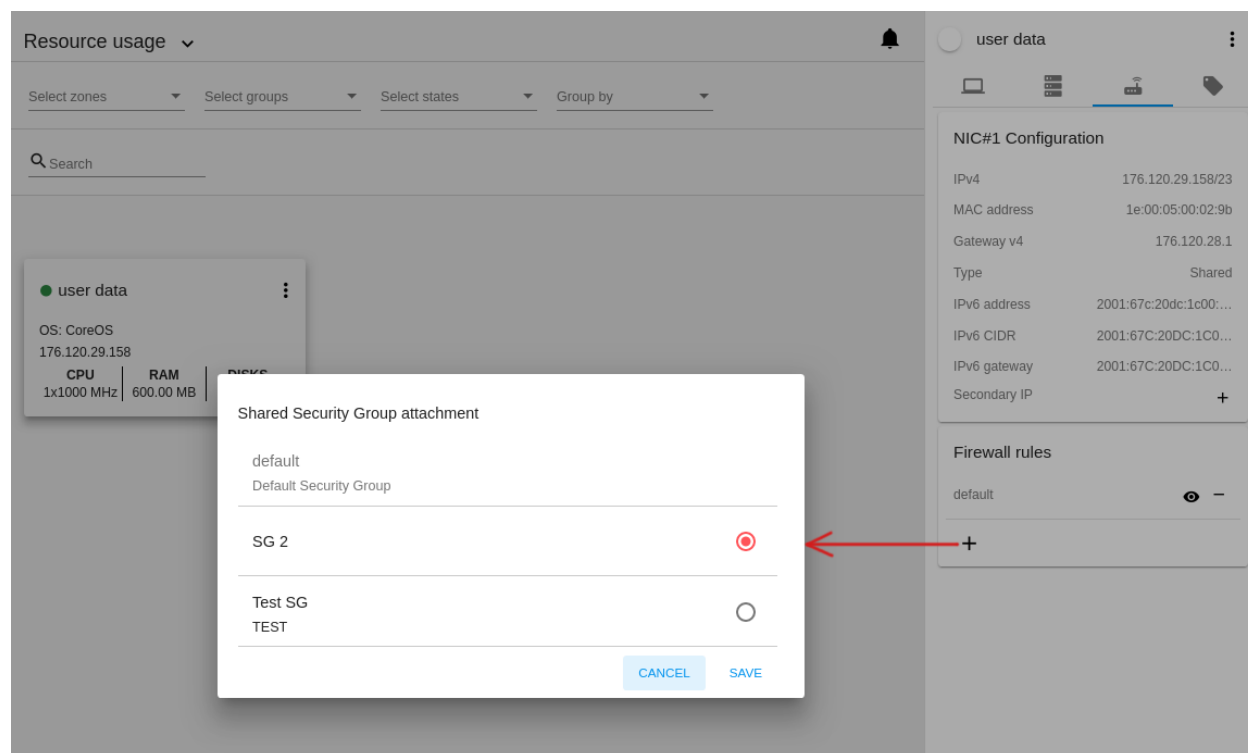 Resource usage
Select zones
Select groups
Select states
Group by
Search
user data
OS: CoreOS
176.120.29.158
CPU
RAM
DISKS
1x1000 MHz
600.00 MB
Shared Security Group attachment
default
Default Security Group
SG 2
Test SG
TEST
CANCEL
SAVE
user data
NIC#1 Configuration
IPv4 176.120.29.158/23
MAC address 1e:00:05:00:02:9b
Gateway v4 176.120.28.1
Type Shared
IPv6 address 2001:67c:20dc:1c00:...
IPv6 CIDR 2001:67C:20DC:1C0...
IPv6 gateway 2001:67C:20DC:1C0...
Secondary IP +
Firewall rules
default −
+